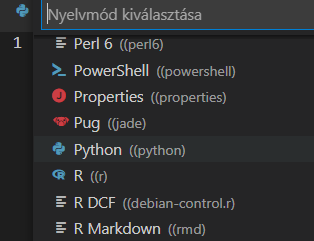 Nyelvmód kiválasztása
1
Perl 6 ((perl6)
PowerShell ((powershell)
Properties ((properties)
Pug ((jade)
Python ((python)
R ((r)
R DCF ((debian-control.r)
R Markdown ((rmd)